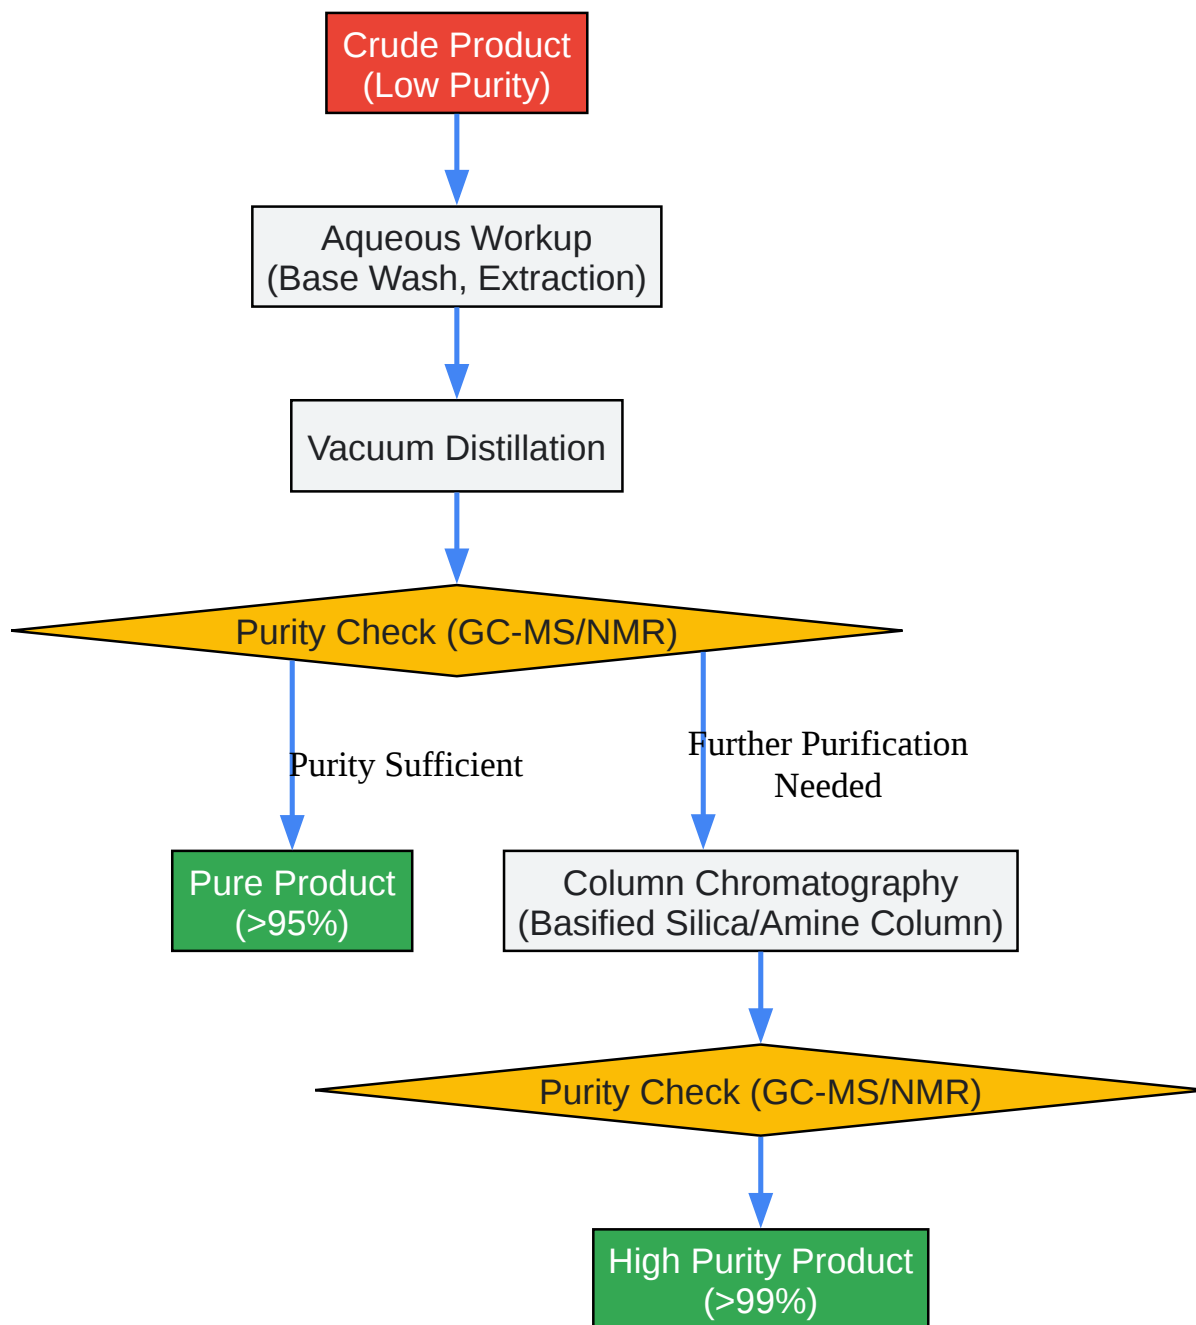 Crude Product
(Low Purity)
Aqueous Workup
(Base Wash, Extraction)
Vacuum Distillation
Purity Check (GC-MS/NMR)
Purity Sufficient
Further Purification
Needed
Pure Product
(>95%)
Column Chromatography
(Basified Silica/Amine Column)
Purity Check (GC-MS/NMR)
High Purity Product
(>99%)